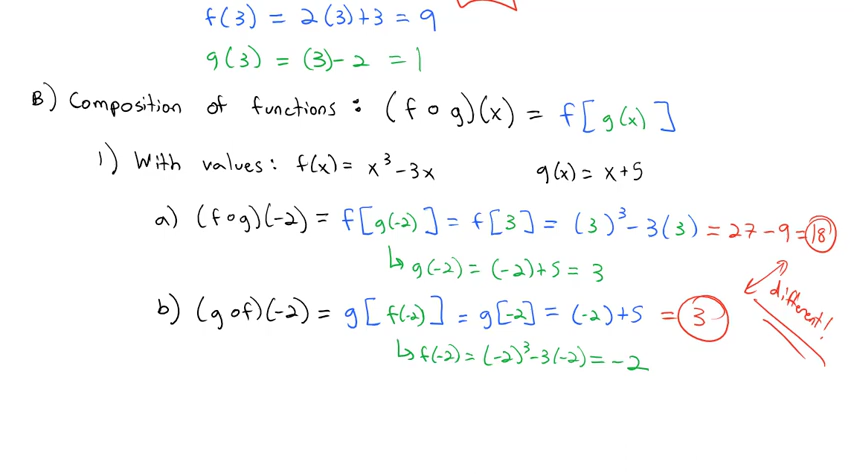 f(3) = 2(3)+3 = 9
g(3) = (3)-2 = 1
B) Composition of functions: (f∘g)(x) = f[g(x)]
1) With values: f(x) = x³-3x g(x) = x+5
a) (f∘g)(-2) = f[g(-2)] = f[3] = (3)³-3(3) = 27-9 = 18
↳ g(-2) = (-2)+5 = 3
different!
b) (g∘f)(-2) = g[f(-2)] = g[-2] = (-2)+5 = 3
↳ f(-2) = (-2)³-3(-2) = -2